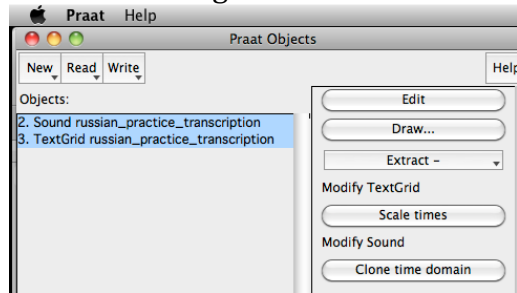 Praat Help
Praat Objects
New Read Write Help
Objects:
2. Sound russian_practice_transcription
3. TextGrid russian_practice_transcription
Edit
Draw...
Extract –
Modify TextGrid
Scale times
Modify Sound
Clone time domain